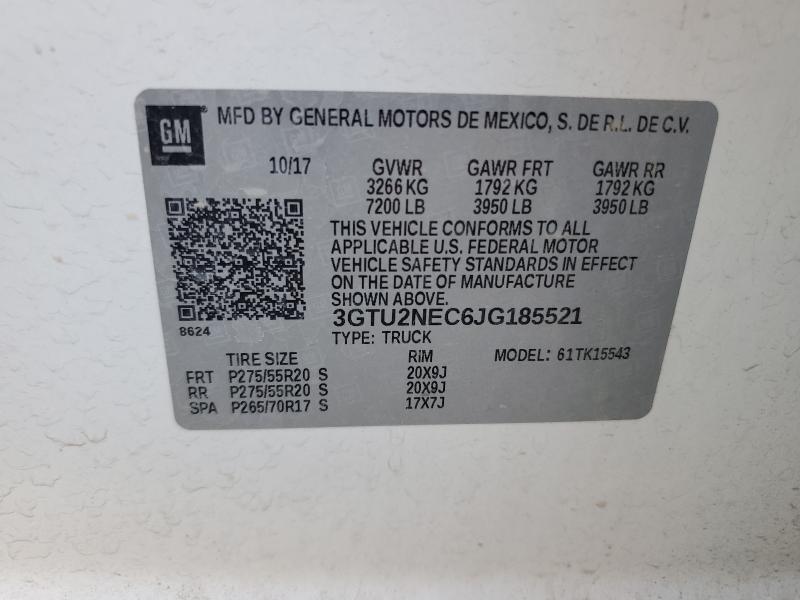 GM ® MFD BY GENERAL MOTORS DE MEXICO, S. DE R.L. DE C.V.
10/17 GVWR GAWR FRT GAWR RR
3266 KG 1792 KG 1792 KG
7200 LB 3950 LB 3950 LB
THIS VEHICLE CONFORMS TO ALL
APPLICABLE U.S. FEDERAL MOTOR
VEHICLE SAFETY STANDARDS IN EFFECT
ON THE DATE OF MANUFACTURE
SHOWN ABOVE.
3GTU2NEC6JG185521
8624
TYPE: TRUCK
TIRE SIZE RIM MODEL: 61TK15543
FRT P275/55R20 S 20X9J
RR P275/55R20 S 20X9J
SPA P265/70R17 S 17X7J